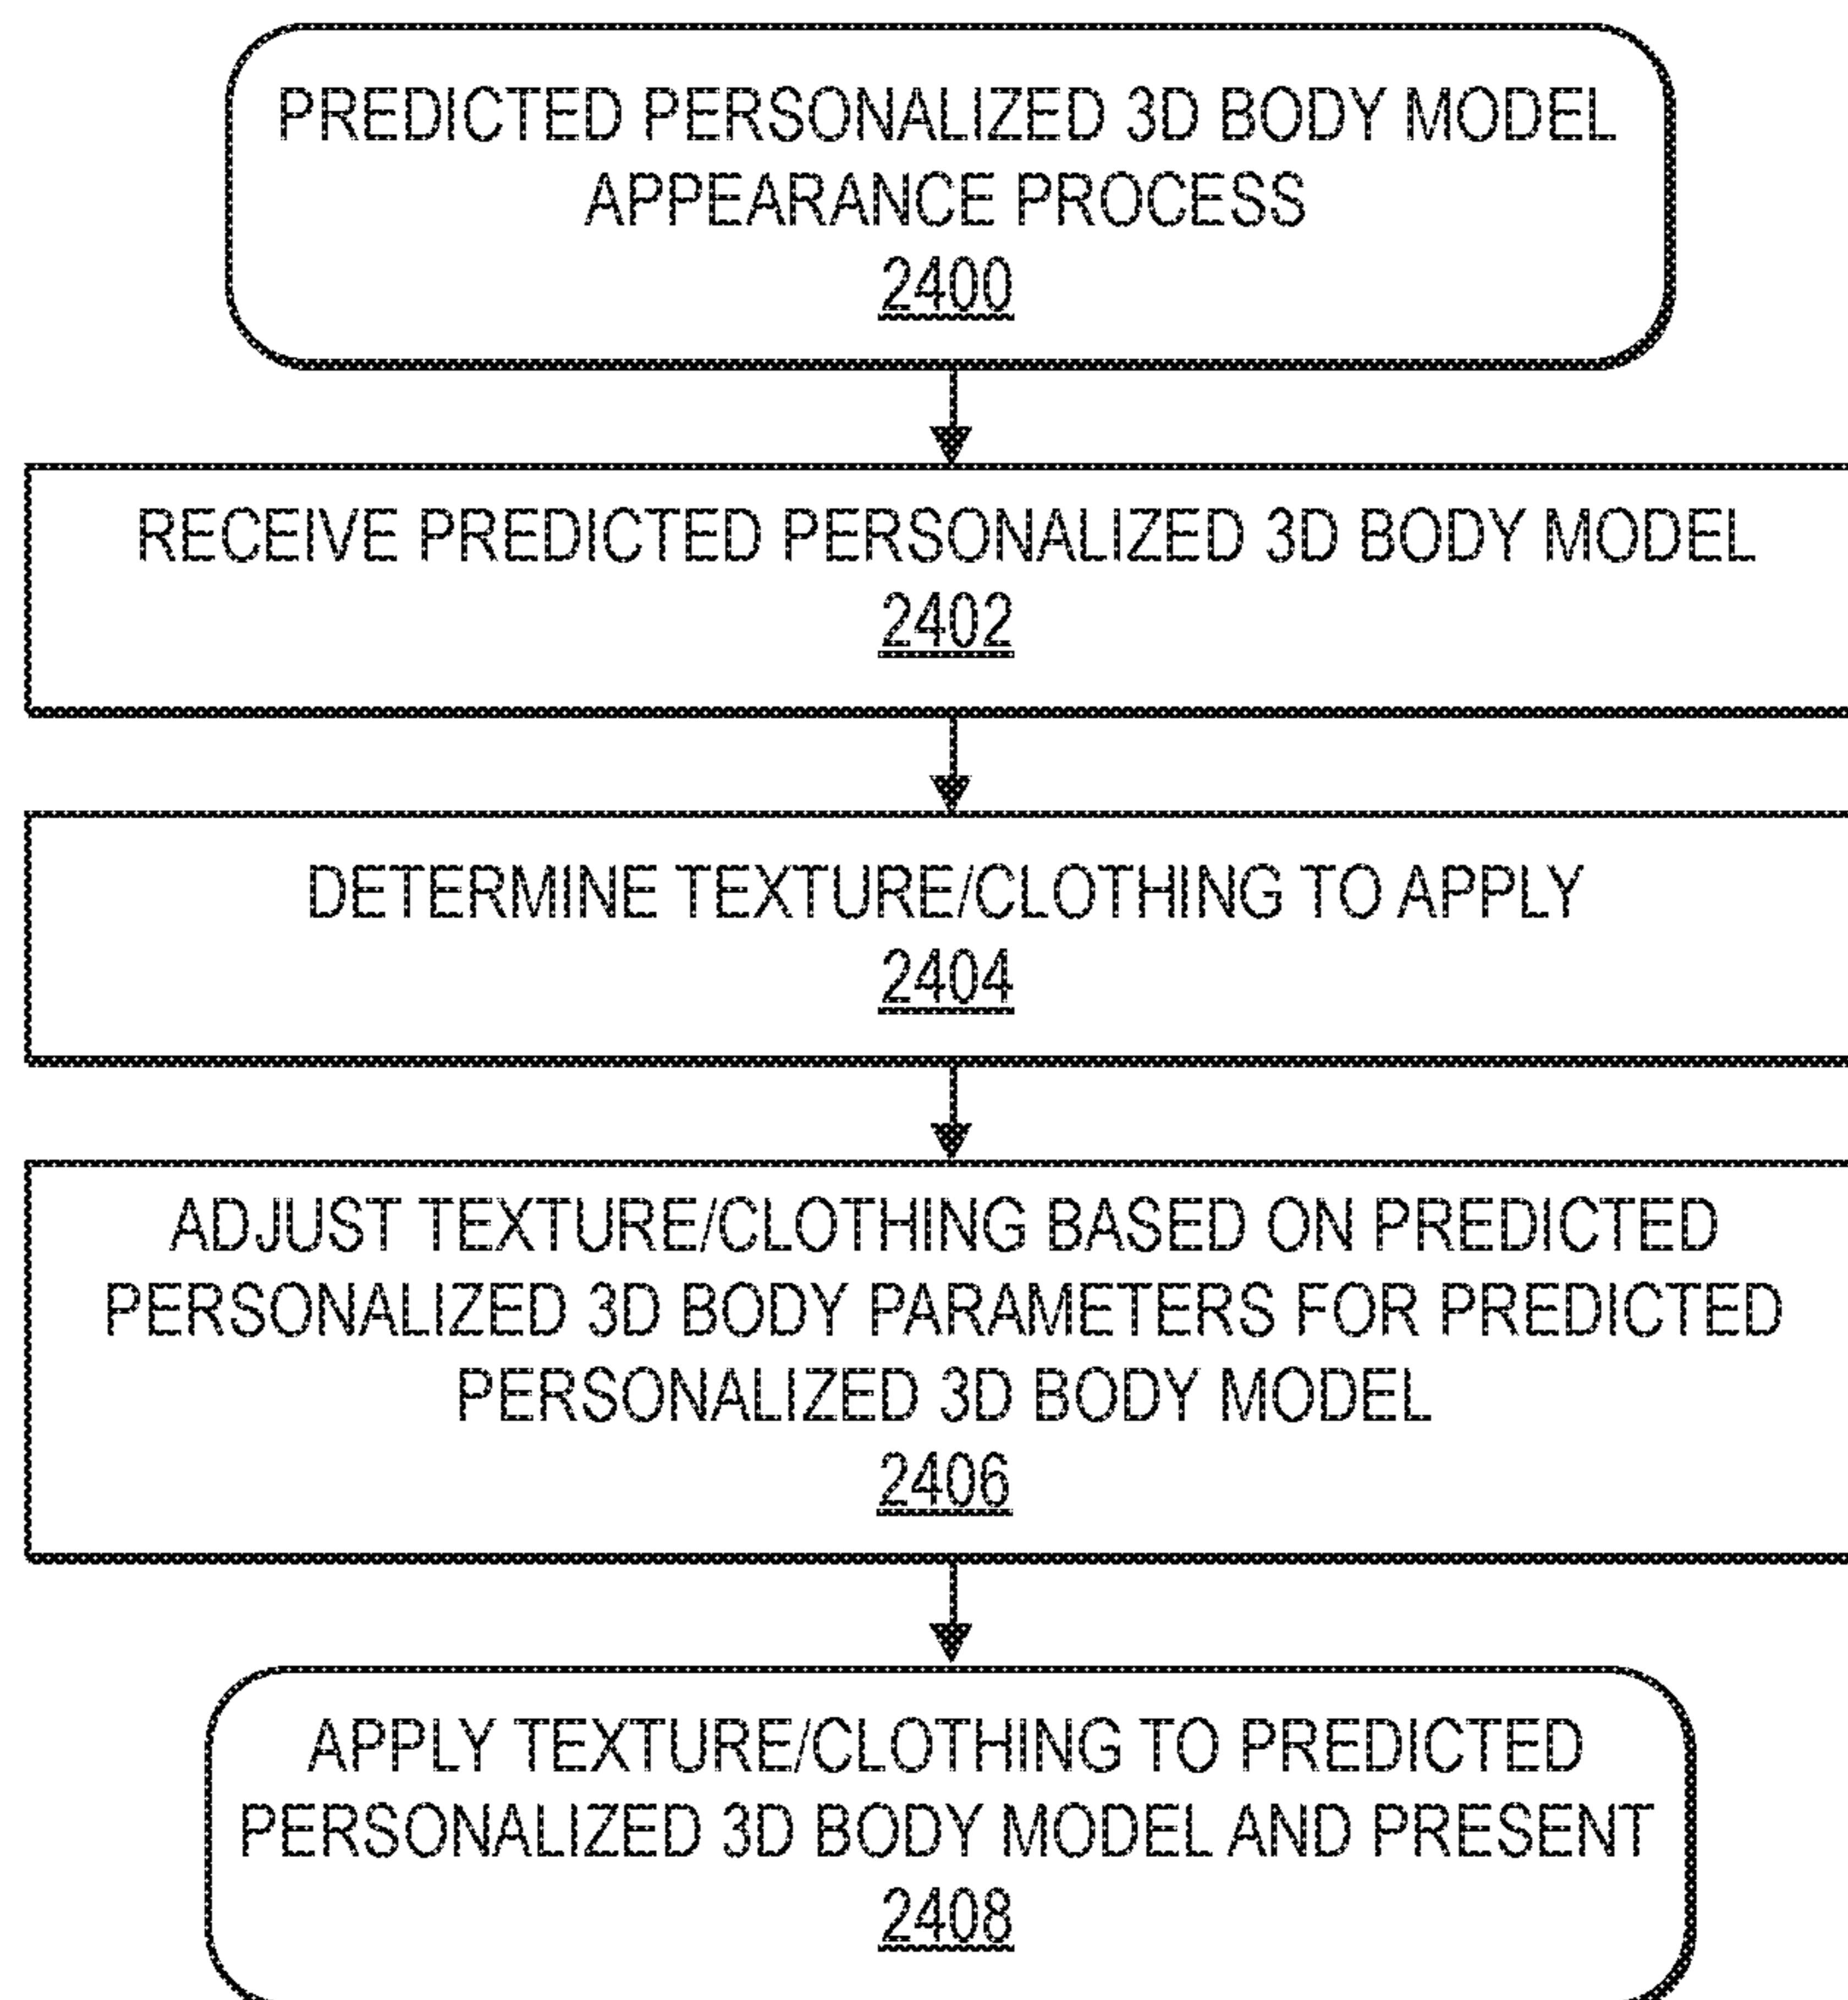 PREDICTED PERSONALIZED 3D BODY MODEL
APPEARANCE PROCESS
2400
RECEIVE PREDICTED PERSONALIZED 3D BODY MODEL
2402
DETERMINE TEXTURE/CLOTHING TO APPLY
2404
ADJUST TEXTURE/CLOTHING BASED ON PREDICTED
PERSONALIZED 3D BODY PARAMETERS FOR PREDICTED
PERSONALIZED 3D BODY MODEL
2406
APPLY TEXTURE/CLOTHING TO PREDICTED
PERSONALIZED 3D BODY MODEL AND PRESENT
2408